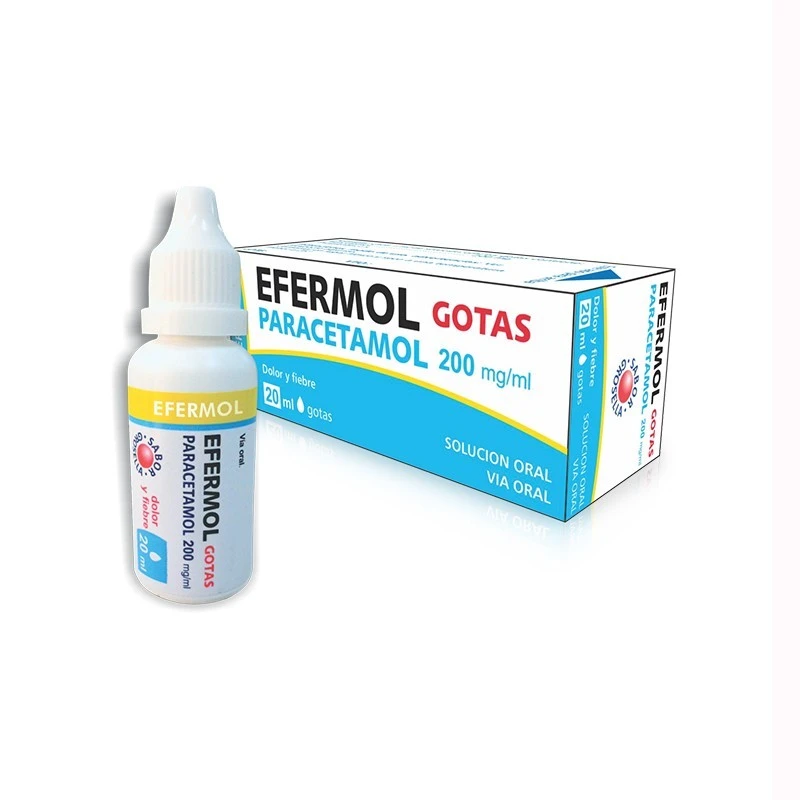 EFERMOL
EFERMOL GOTAS
PARACETAMOL 200 mg/ml
Via oral.
SABOR
GROSELLA
dolor
y fiebre
20 ml
EFERMOL GOTAS
PARACETAMOL 200 mg/ml
Dolor y fiebre
20 ml gotas
SOLUCION ORAL
VIA ORAL
EFERMOL GOTAS
PARACETAMOL 200 mg/ml
SABOR
GROSELLA
Dolor y fiebre
20 ml gotas
SOLUCION ORAL
VIA ORAL